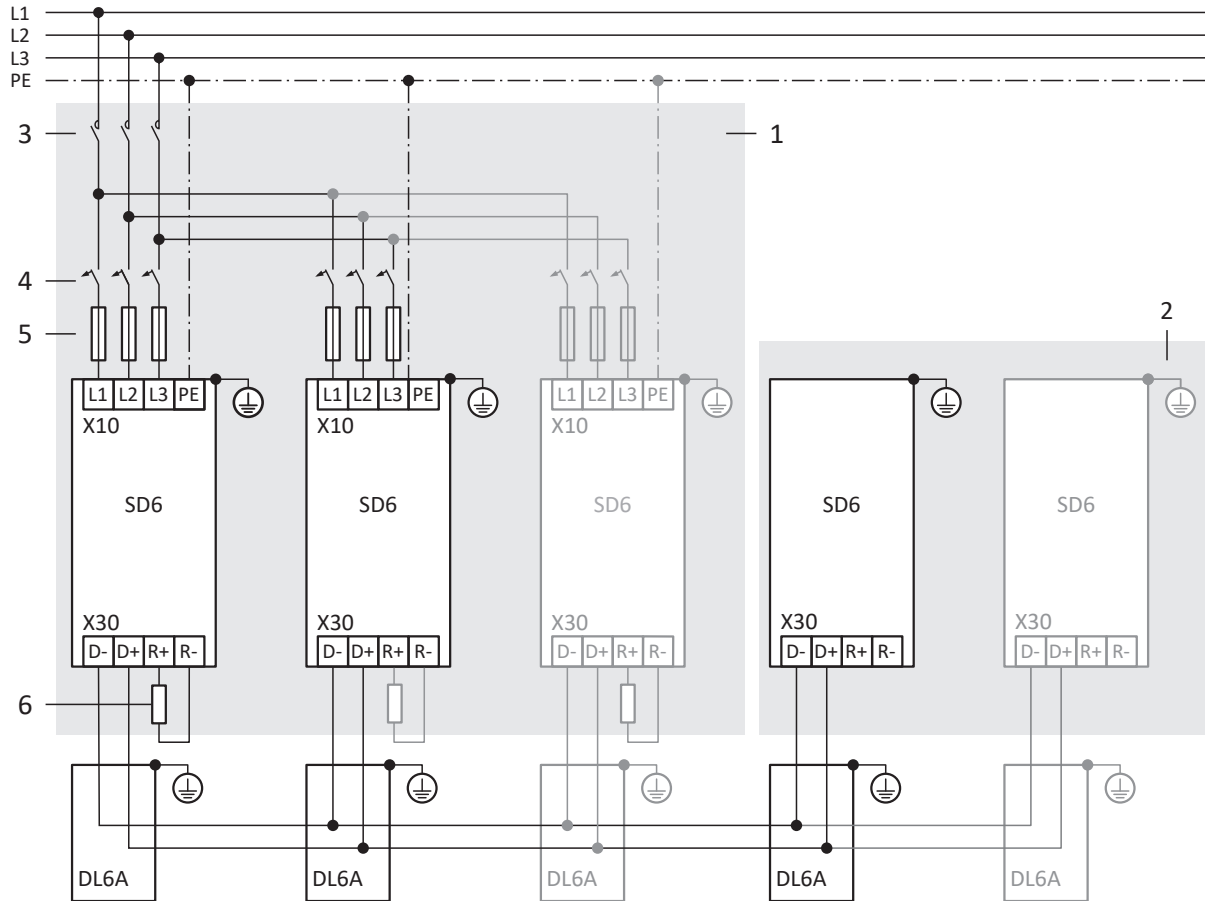 L1
L2
L3
PE
3
1
4
5
2
L1 L2 L3 PE
L1 L2 L3 PE
L1 L2 L3 PE
X10
X10
X10
SD6
SD6
SD6
SD6
SD6
X30
X30
X30
X30
X30
D- D+ R+ R-
D- D+ R+ R-
D- D+ R+ R-
D- D+ R+ R-
D- D+ R+ R-
6
DL6A
DL6A
DL6A
DL6A
DL6A